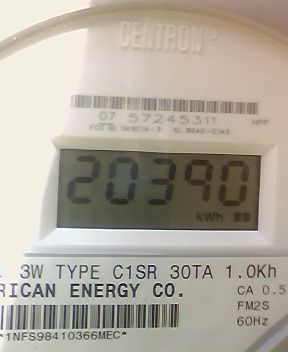 CENTRON®
07 57245311 HPP
20390
kWh
3W TYPE C1SR 30TA 1.0Kh
RICAN ENERGY CO. CA 0.5
FM2S
60Hz
*1NFS98410366MEC*